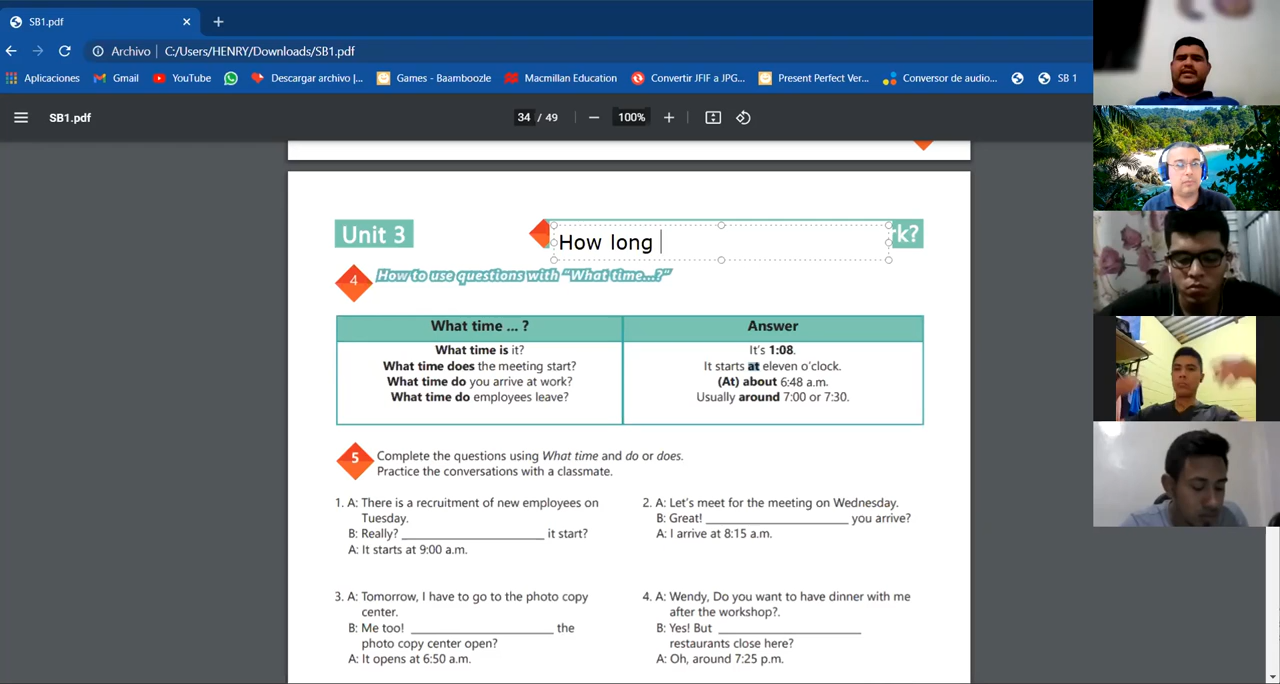 SB1.pdf
Archivo C:/Users/HENRY/Downloads/SB1.pdf
Aplicaciones Gmail YouTube Descargar archivo |... Games - Baamboozle Macmillan Education Convertir JFIF a JPG... Present Perfect Ver... Conversor de audio... SB 1
SB1.pdf 34 / 49 100%
Unit 3 How long k?
4 How to use questions with “What time...?”
What time ... ? Answer
What time is it? It's 1:08.
What time does the meeting start? It starts at eleven o'clock.
What time do you arrive at work? (At) about 6:48 a.m.
What time do employees leave? Usually around 7:00 or 7:30.
5 Complete the questions using What time and do or does.
Practice the conversations with a classmate.
1. A: There is a recruitment of new employees on
Tuesday.
B: Really? ______________________ it start?
A: It starts at 9:00 a.m.
2. A: Let's meet for the meeting on Wednesday.
B: Great! ______________________ you arrive?
A: I arrive at 8:15 a.m.
3. A: Tomorrow, I have to go to the photo copy
center.
B: Me too! ______________________ the
photo copy center open?
A: It opens at 6:50 a.m.
4. A: Wendy, Do you want to have dinner with me
after the workshop?.
B: Yes! But ______________________
restaurants close here?
A: Oh, around 7:25 p.m.